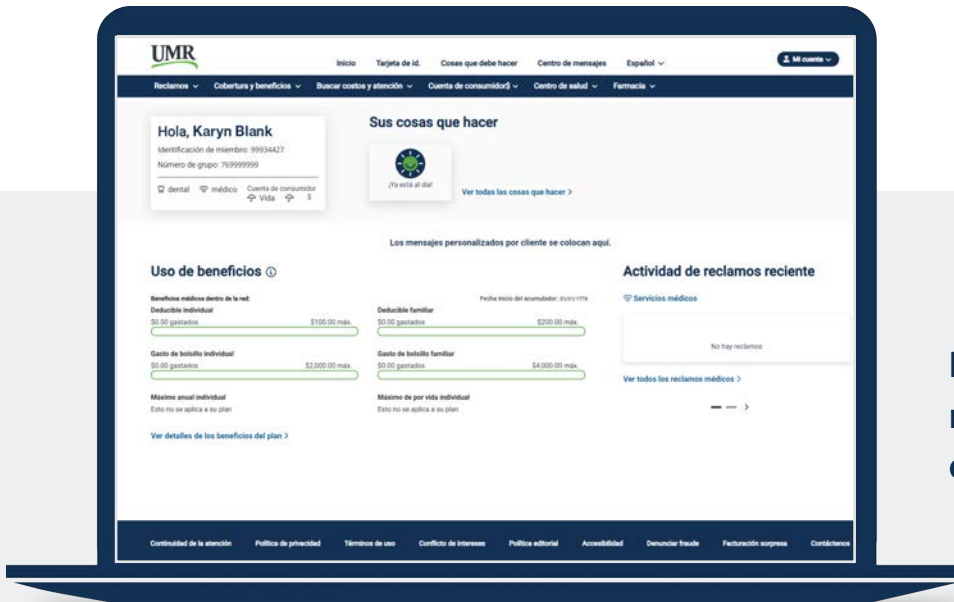 UMR
Inicio Tarjeta de id. Cosas que debe hacer Centro de mensajes Español
Mi cuenta
Reclamos Cobertura y beneficios Buscar costos y atención Cuenta de consumidor$ Centro de salud Farmacia
Hola, Karyn Blank
Identificación de miembro: 99934427
Número de grupo: 769999999
dental médico Cuenta de consumidor
Vida $
Sus cosas que hacer
¡Ya está al día!
Ver todas las cosas que hacer >
Los mensajes personalizados por cliente se colocan aquí.
Uso de beneficios
Beneficios médicos dentro de la red:
Fecha inicio del acumulador:
Deducible individual
$0.00 gastados $100.00 máx.
Deducible familiar
$0.00 gastados $200.00 máx.
Gasto de bolsillo individual
$0.00 gastados $2,000.00 máx.
Gasto de bolsillo familiar
$0.00 gastados $4,000.00 máx.
Máximo anual individual
Esto no se aplica a su plan
Máximo de por vida individual
Esto no se aplica a su plan
Ver detalles de los beneficios del plan >
Actividad de reclamos reciente
Servicios médicos
No hay reclamos
Ver todos los reclamos médicos >
Continuidad de la atención Política de privacidad Términos de uso Conflicto de intereses Política editorial Accesibilidad Denunciar fraude Facturación sorpresa Contáctenos